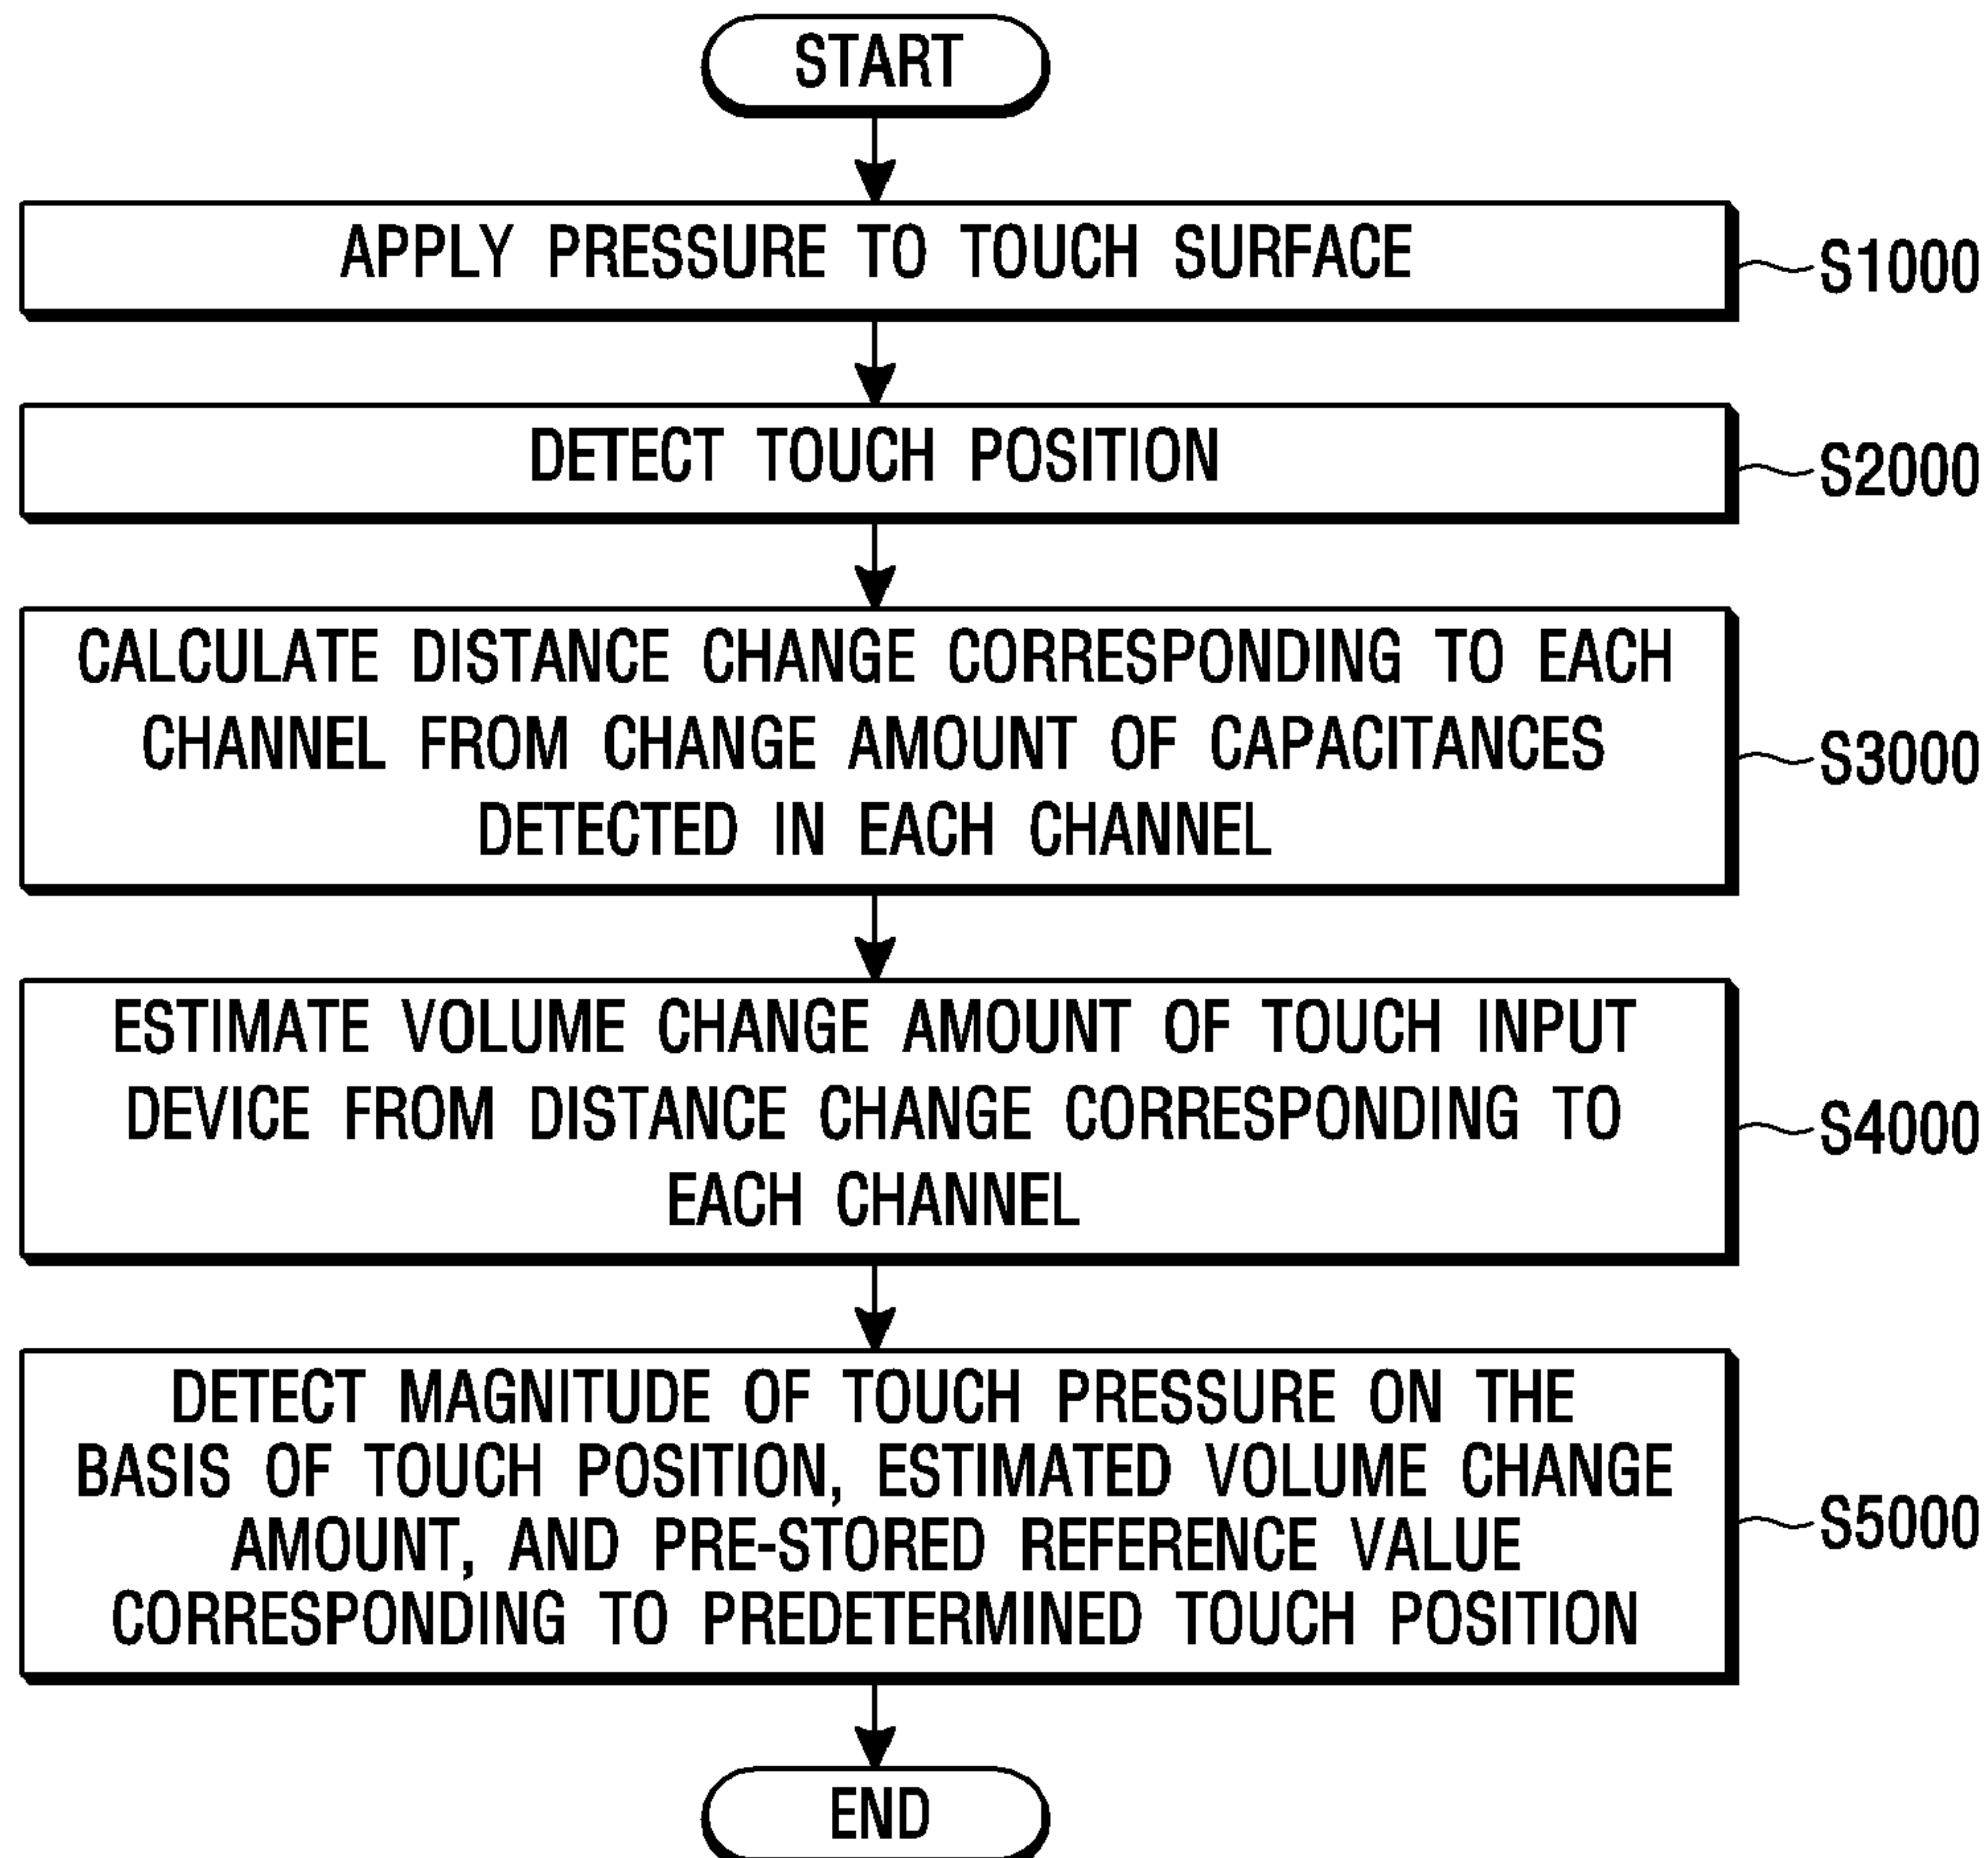 START
APPLY PRESSURE TO TOUCH SURFACE
S1000
DETECT TOUCH POSITION
S2000
CALCULATE DISTANCE CHANGE CORRESPONDING TO EACH
CHANNEL FROM CHANGE AMOUNT OF CAPACITANCES
DETECTED IN EACH CHANNEL
S3000
ESTIMATE VOLUME CHANGE AMOUNT OF TOUCH INPUT
DEVICE FROM DISTANCE CHANGE CORRESPONDING TO
EACH CHANNEL
S4000
DETECT MAGNITUDE OF TOUCH PRESSURE ON THE
BASIS OF TOUCH POSITION, ESTIMATED VOLUME CHANGE
AMOUNT, AND PRE-STORED REFERENCE VALUE
CORRESPONDING TO PREDETERMINED TOUCH POSITION
S5000
END